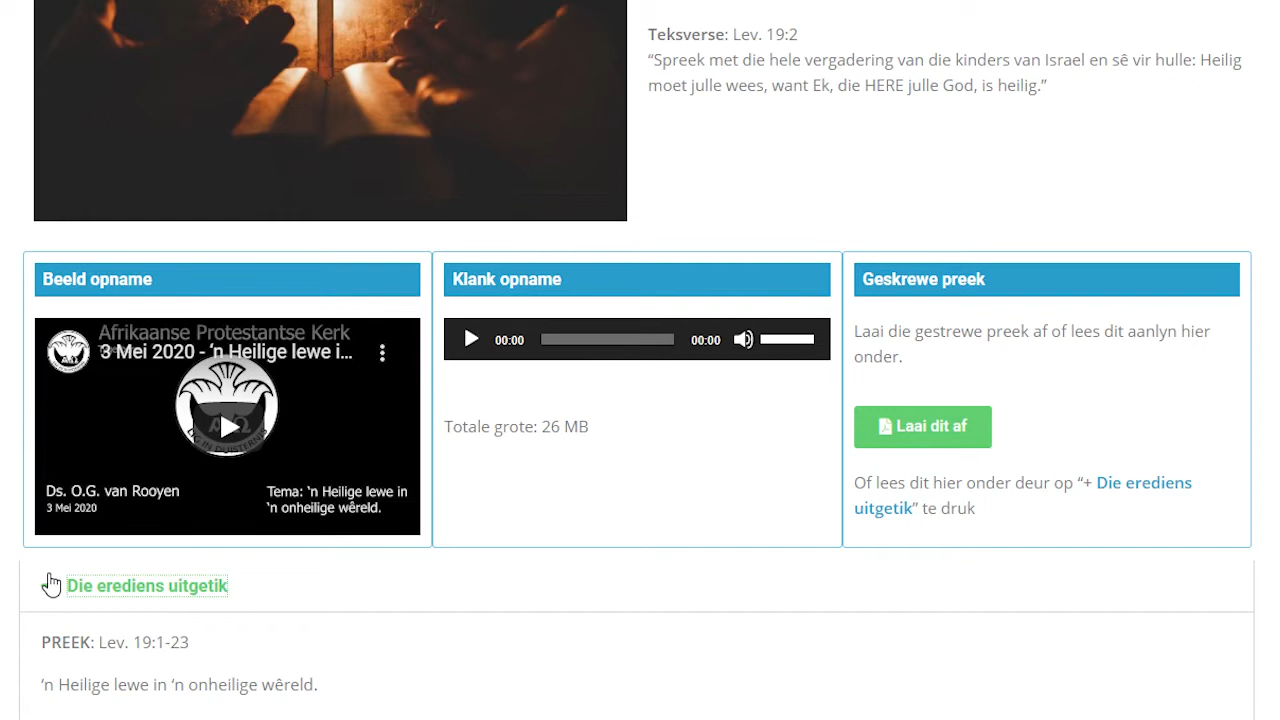 Teksverse: Lev. 19:2
“Spreek met die hele vergadering van die kinders van Israel en sê vir hulle: Heilig
moet julle wees, want Ek, die HERE julle God, is heilig.”
Beeld opname
Afrikaanse Protestantse Kerk
3 Mei 2020 - ‘n Heilige lewe i...
Ds. O.G. van Rooyen
3 Mei 2020
Tema: ‘n Heilige lewe in
‘n onheilige wêreld.
Klank opname
00:00
00:00
Totale grote: 26 MB
Geskrewe preek
Laai die gestrewe preek af of lees dit aanlyn hier
onder.
Laai dit af
Of lees dit hier onder deur op “+ Die erediens
uitgetik” te druk
Die erediens uitgetik
PREEK: Lev. 19:1-23
‘n Heilige lewe in ‘n onheilige wêreld.